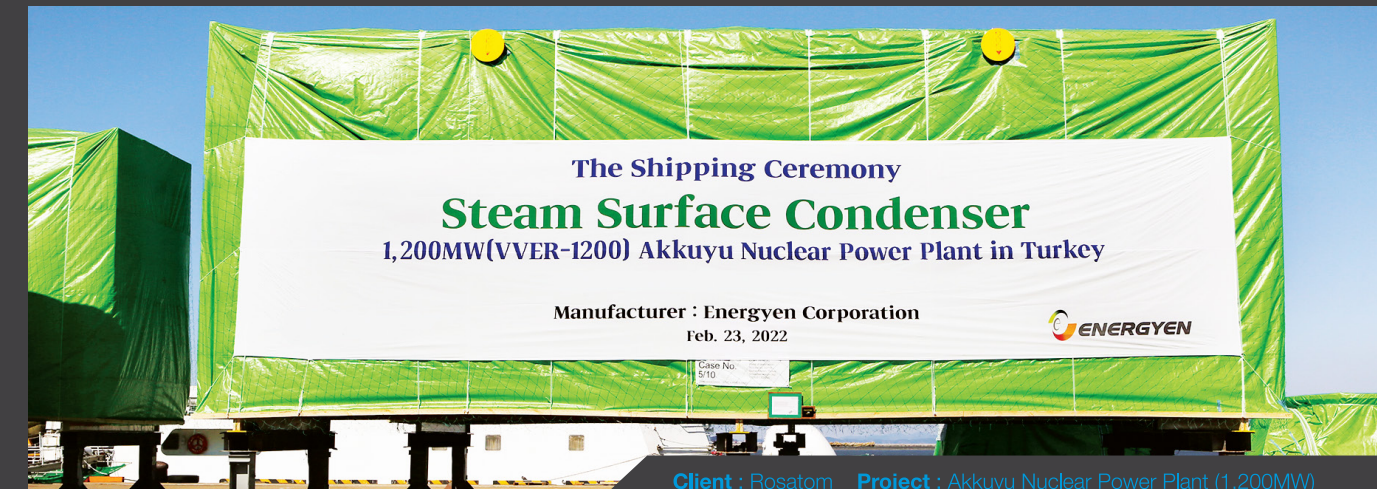 The Shipping Ceremony
Steam Surface Condenser
1,200MW(VVER-1200) Akkuyu Nuclear Power Plant in Turkey
Manufacturer : Energyen Corporation
Feb. 23, 2022
ENERGYEN
Case No.
5/10
Client : Rosatom Project : Akkuyu Nuclear Power Plant (1,200MW)